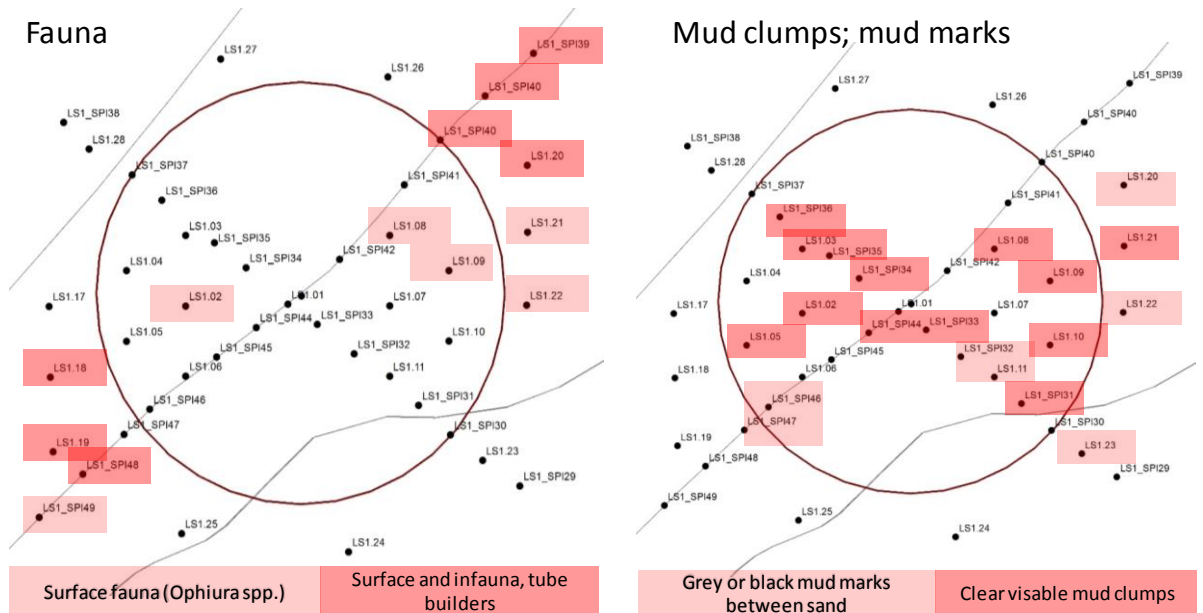 Fauna
LS1.27
LS1_SPI39
LS1.26
LS1_SPI40
LS1_SPI38
LS1_SPI40
LS1.28
LS1.20
LS1_SPI37
LS1_SPI41
LS1_SPI36
LS1.21
LS1.03
LS1.08
LS1_SPI35
LS1_SPI42
LS1_SPI34
LS1.09
LS1.04
LS1.17
LS1.02
LS1.01
LS1.07
LS1.22
LS1_SPI44
LS1_SPI33
LS1.05
LS1.10
LS1_SPI45
LS1_SPI32
LS1.18
LS1.06
LS1.11
LS1_SPI46
LS1_SPI31
LS1_SPI47
LS1_SPI30
LS1.19
LS1_SPI48
LS1.23
LS1_SPI29
LS1_SPI49
LS1.25
LS1.24
Surface fauna (Ophiura spp.)
Surface and infauna, tube
builders
Mud clumps; mud marks
LS1.27
LS1_SPI39
LS1.26
LS1_SPI40
LS1_SPI38
LS1_SPI40
LS1.28
LS1.20
LS1_SPI37
LS1_SPI41
LS1_SPI36
LS1.03
LS1.08
LS1.21
LS1_SPI35
LS1_SPI42
LS1_SPI34
LS1.09
LS1.04
LS1.17
LS1.02
LS1.01
LS1.07
LS1.22
LS1_SPI44
LS1_SPI33
LS1.05
LS1.10
LS1_SPI45
LS1_SPI32
LS1.18
LS1.06
LS1.11
LS1_SPI46
LS1_SPI31
LS1_SPI47
LS1_SPI30
LS1.19
LS1_SPI48
LS1.23
LS1_SPI29
LS1_SPI49
LS1.25
LS1.24
Grey or black mud marks
between sand
Clear visable mud clumps